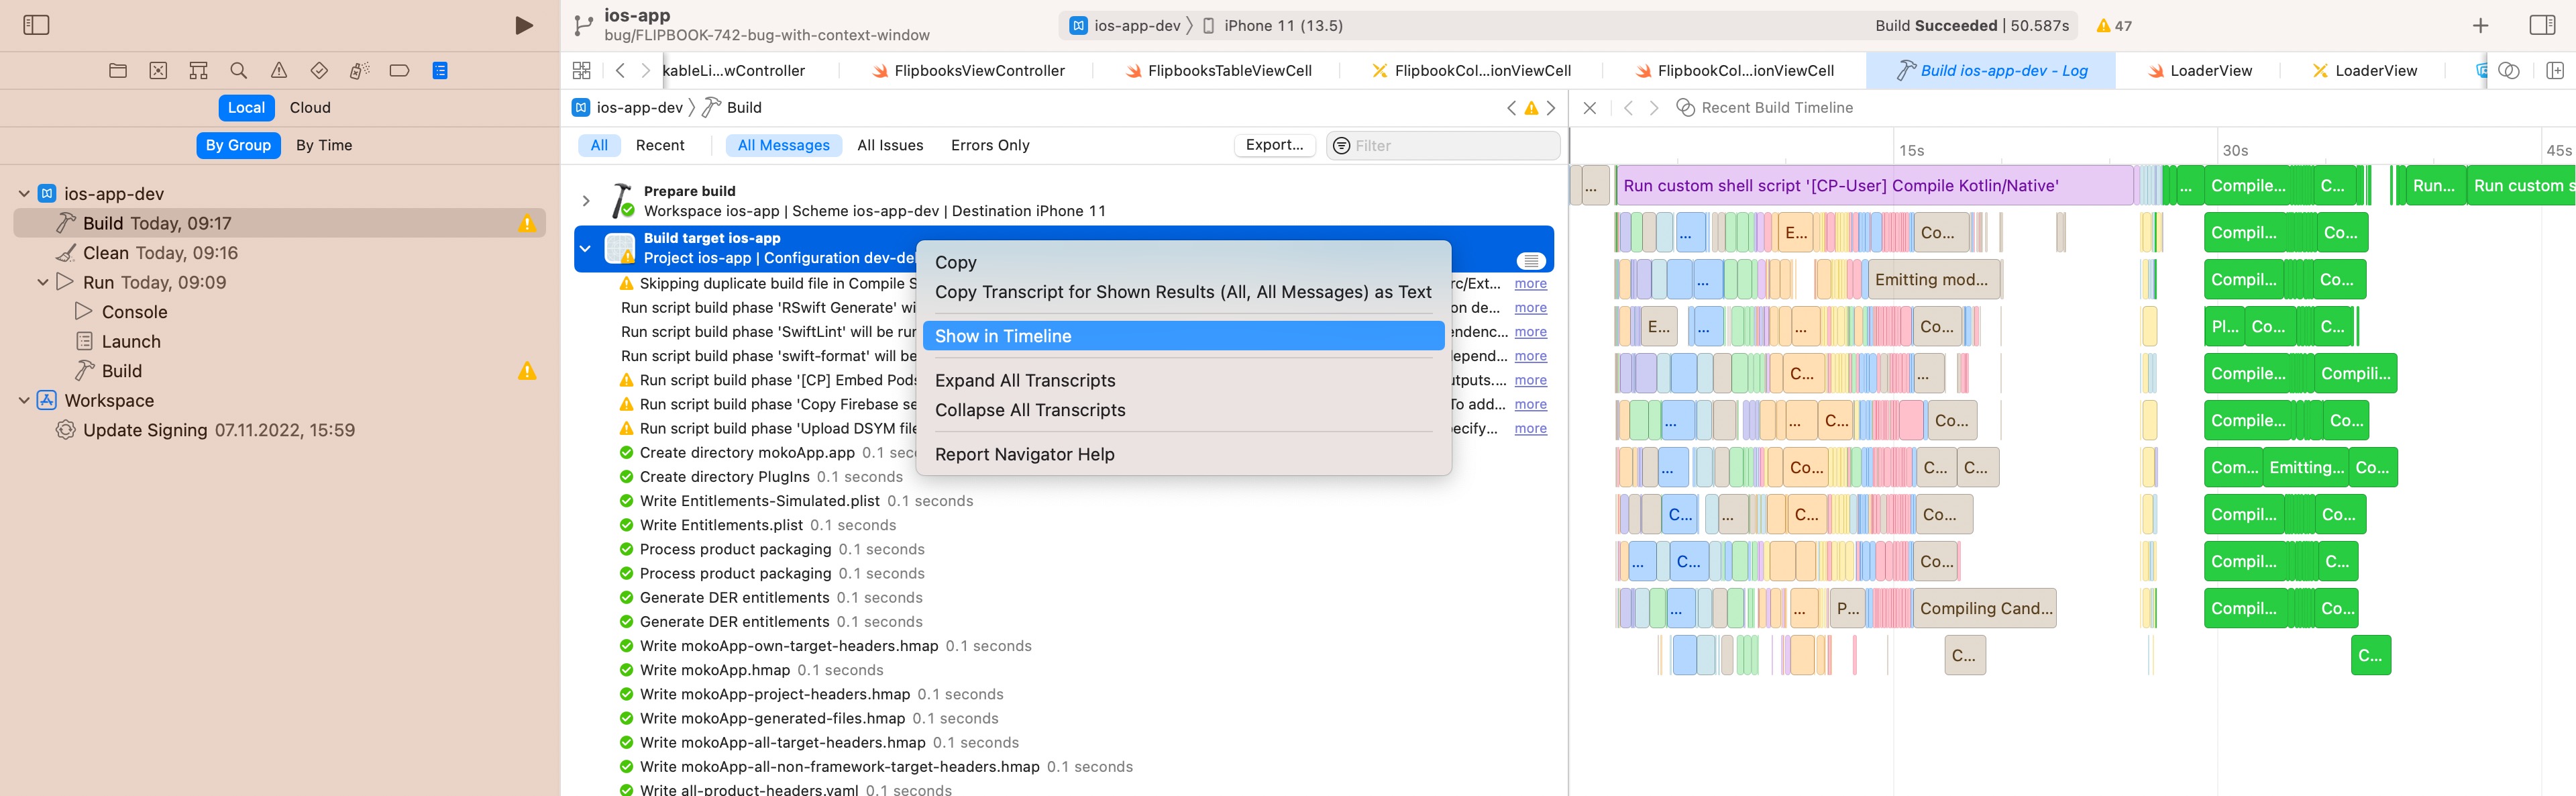 ios-app
bug/FLIPBOOK-742-bug-with-context-window
ios-app-dev
iPhone 11 (13.5)
Build Succeeded | 50.587s
47
kableLi...wController
FlipbooksViewController
FlipbooksTableViewCell
FlipbookCol...ionViewCell
FlipbookCol...ionViewCell
Build ios-app-dev - Log
LoaderView
LoaderView
Local
Cloud
By Group
By Time
ios-app-dev
Build Today, 09:17
Clean Today, 09:16
Run Today, 09:09
Console
Launch
Build
Workspace
Update Signing 07.11.2022, 15:59
ios-app-dev
Build
All
Recent
All Messages
All Issues
Errors Only
Export...
Filter
Prepare build
Workspace ios-app | Scheme ios-app-dev | Destination iPhone 11
Build target ios-app
Project ios-app | Configuration dev-de
Skipping duplicate build file in Compile S
rc/Ext...
more
Run script build phase 'RSwift Generate' wi
on de...
more
Run script build phase 'SwiftLint' will be ru
endenc...
more
Run script build phase 'swift-format' will be
depend...
more
Run script build phase '[CP] Embed Pods
utputs....
more
Run script build phase 'Copy Firebase se
To add...
more
Run script build phase 'Upload DSYM file
pecify...
more
Create directory mokoApp.app 0.1 sec
Create directory PlugIns 0.1 seconds
Write Entitlements-Simulated.plist 0.1 seconds
Write Entitlements.plist 0.1 seconds
Process product packaging 0.1 seconds
Process product packaging 0.1 seconds
Generate DER entitlements 0.1 seconds
Generate DER entitlements 0.1 seconds
Write mokoApp-own-target-headers.hmap 0.1 seconds
Write mokoApp.hmap 0.1 seconds
Write mokoApp-project-headers.hmap 0.1 seconds
Write mokoApp-generated-files.hmap 0.1 seconds
Write mokoApp-all-target-headers.hmap 0.1 seconds
Write mokoApp-all-non-framework-target-headers.hmap 0.1 seconds
Write all-product-headers.yaml 0.1 seconds
Copy
Copy Transcript for Shown Results (All, All Messages) as Text
Show in Timeline
Expand All Transcripts
Collapse All Transcripts
Report Navigator Help
Recent Build Timeline
15s
30s
45s
... Run custom shell script '[CP-User] Compile Kotlin/Native' ... Compile... C... Run... Run custom s
... E... Co... Compil... Co...
... Emitting mod... Compil... Co...
E... ... ... Co... Pl... Co... C...
C... ... Compile... Compili...
... ... C... Co... Compile... Co...
... Co... C... C... Com... Emitting... Co...
C... ... C... Co... Compil... Co...
... C... Co... Compil... C...
... ... P... Compiling Cand... Compil... Co...
C... C...